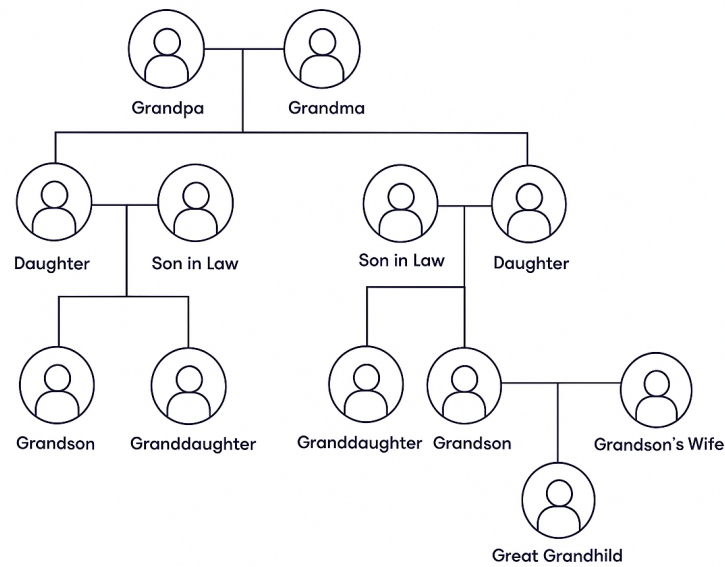 Grandpa
Grandma
Daughter
Son in Law
Son in Law
Daughter
Grandson
Granddaughter
Granddaughter
Grandson
Grandson's Wife
Great Grandhild